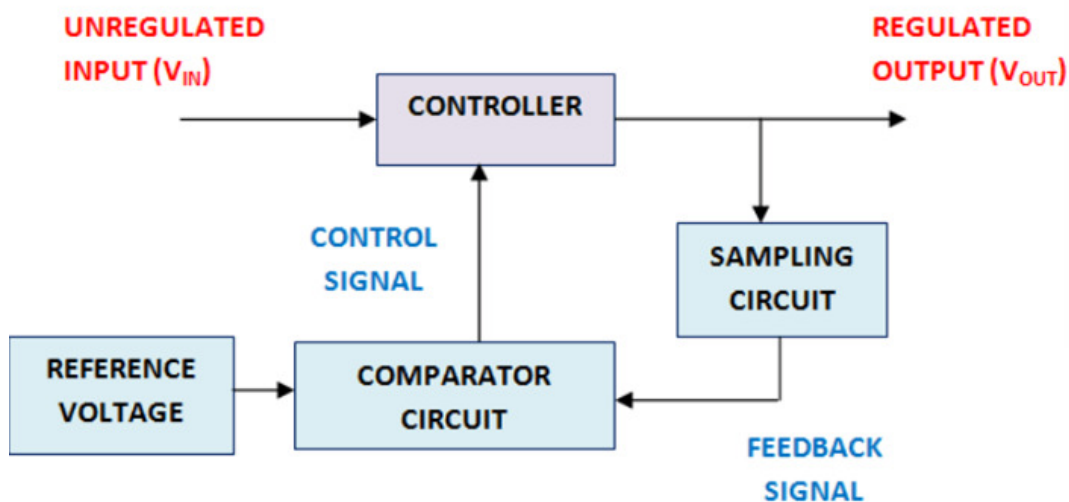 UNREGULATED
INPUT (VIN)
REGULATED
OUTPUT (VOUT)
CONTROLLER
CONTROL
SIGNAL
SAMPLING
CIRCUIT
REFERENCE
VOLTAGE
COMPARATOR
CIRCUIT
FEEDBACK
SIGNAL